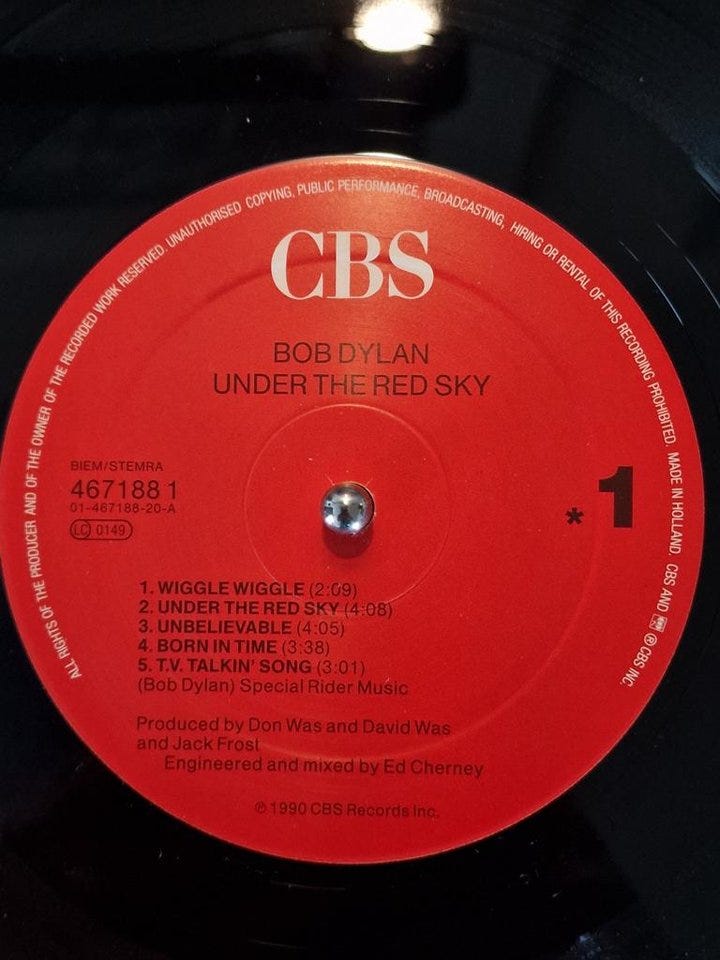 ALL RIGHTS OF THE PRODUCER AND OF THE OWNER OF THE RECORDED WORK RESERVED. UNAUTHORISED COPYING, PUBLIC PERFORMANCE, BROADCASTING, HIRING OR RENTAL OF THIS RECORDING PROHIBITED. MADE IN HOLLAND. CBS AND ℗ CBS INC.
CBS
BOB DYLAN
UNDER THE RED SKY
BIEM/STEMRA
467188 1
01-467188-20-A
LC 0149
* 1
1. WIGGLE WIGGLE (2:09)
2. UNDER THE RED SKY (4:08)
3. UNBELIEVABLE (4:05)
4. BORN IN TIME (3:38)
5. T.V. TALKIN' SONG (3:01)
(Bob Dylan) Special Rider Music
Produced by Don Was and David Was
and Jack Frost
Engineered and mixed by Ed Cherney
℗ 1990 CBS Records Inc.